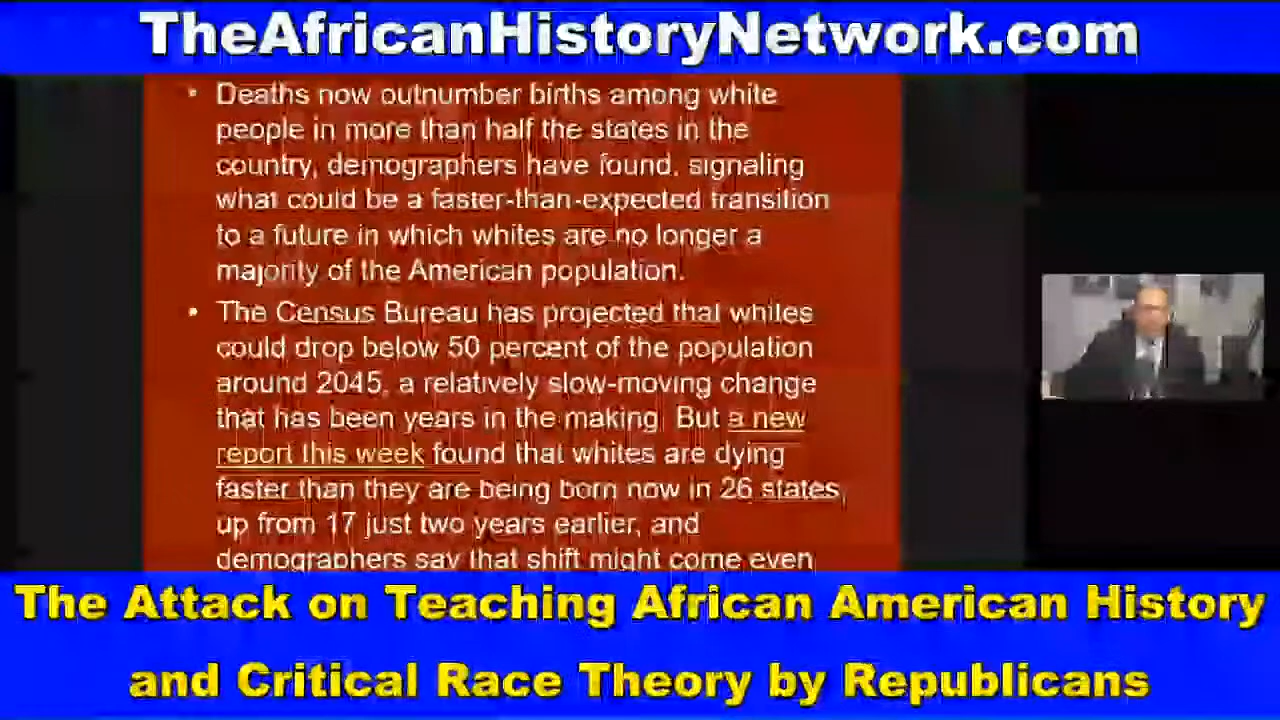 TheAfricanHistoryNetwork.com
• Deaths now outnumber births among white
people in more than half the states in the
country, demographers have found, signaling
what could be a faster-than-expected transition
to a future in which whites are no longer a
majority of the American population.
• The Census Bureau has projected that whites
could drop below 50 percent of the population
around 2045, a relatively slow-moving change
that has been years in the making. But a new
report this week found that whites are dying
faster than they are being born now in 26 states,
up from 17 just two years earlier, and
demographers say that shift might come even
The Attack on Teaching African American History
and Critical Race Theory by Republicans